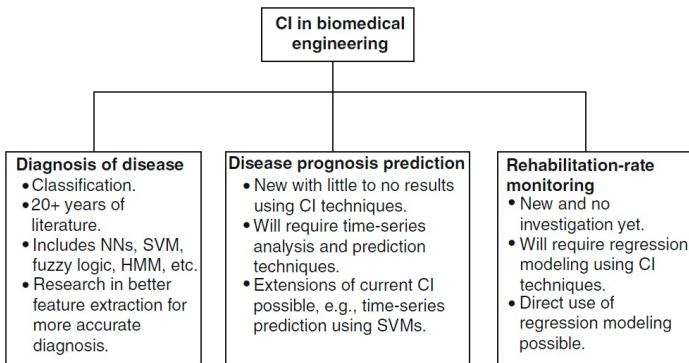 CI in biomedical
engineering
Diagnosis of disease
• Classification.
• 20+ years of
literature.
• Includes NNs, SVM,
fuzzy logic, HMM, etc.
• Research in better
feature extraction for
more accurate
diagnosis.
Disease prognosis prediction
• New with little to no results
using CI techniques.
• Will require time-series
analysis and prediction
techniques.
• Extensions of current CI
possible, e.g., time-series
prediction using SVMs.
Rehabilitation-rate
monitoring
• New and no
investigation yet.
• Will require regression
modeling using CI
techniques.
• Direct use of
regression modeling
possible.